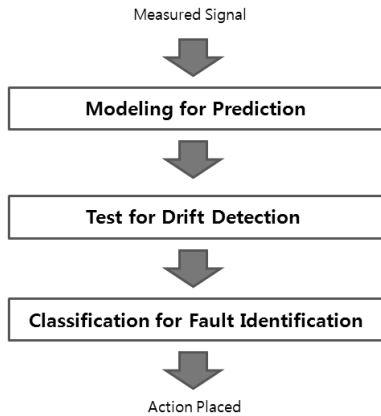 Measured Signal
Modeling for Prediction
Test for Drift Detection
Classification for Fault Identification
Action Placed